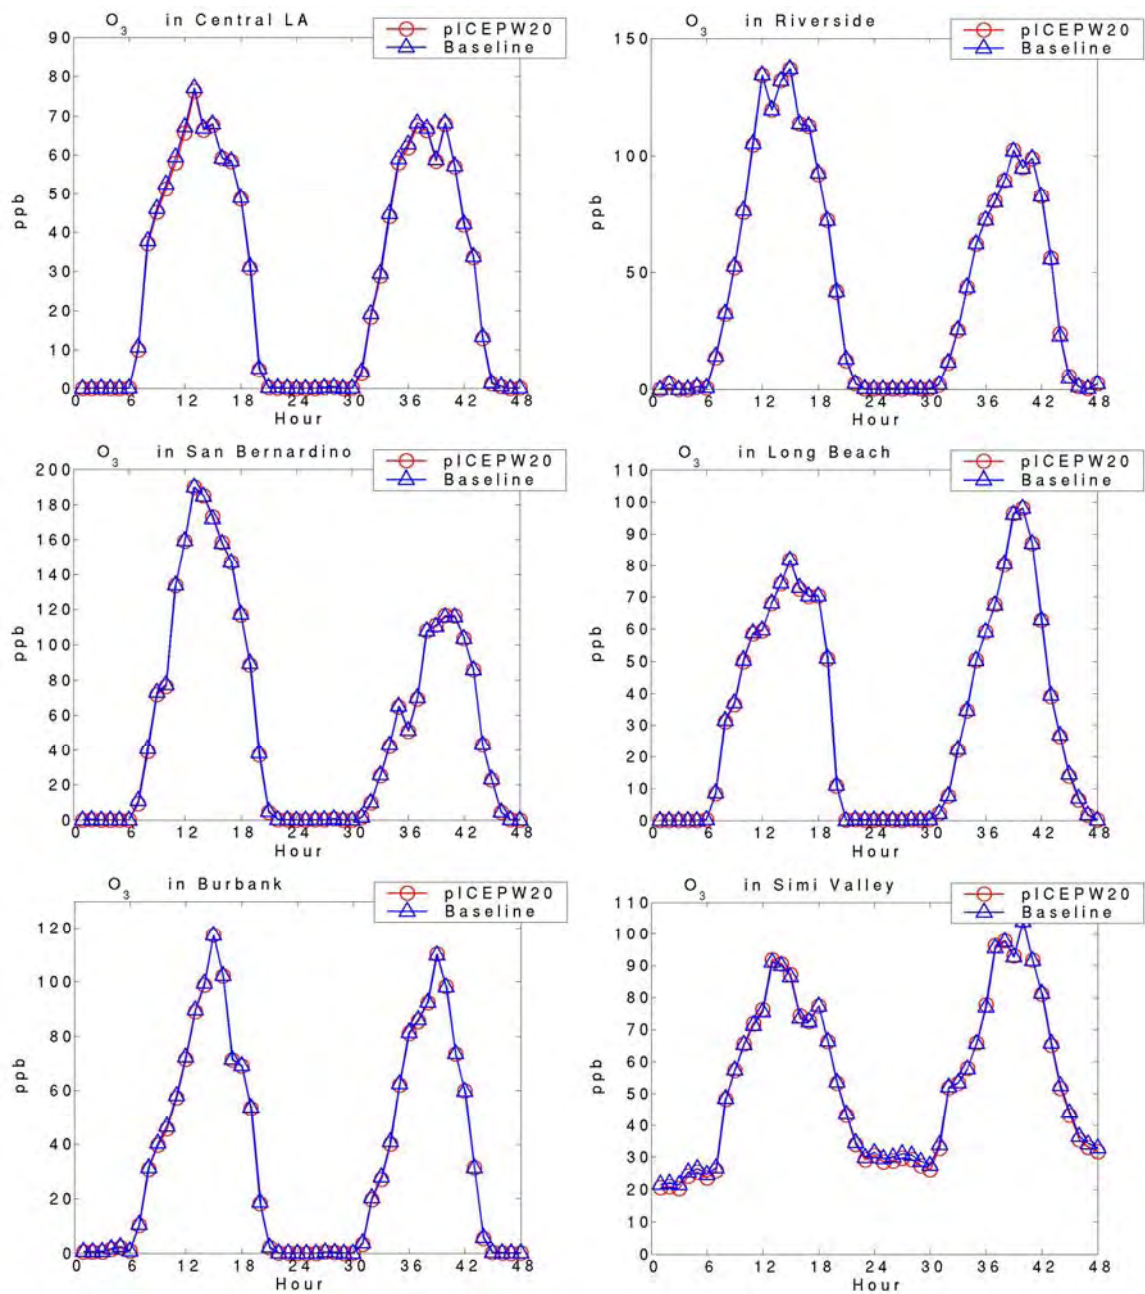 O3 in Central LA
pICEPW20
Baseline
90
80
70
60
50
40
30
20
10
0
ppb
0 6 12 18 24 30 36 42 48
Hour
O3 in Riverside
pICEPW20
Baseline
150
100
50
0
ppb
0 6 12 18 24 30 36 42 48
Hour
O3 in San Bernardino
pICEPW20
Baseline
200
180
160
140
120
100
80
60
40
20
0
ppb
0 6 12 18 24 30 36 42 48
Hour
O3 in Long Beach
pICEPW20
Baseline
110
100
90
80
70
60
50
40
30
20
10
0
ppb
0 6 12 18 24 30 36 42 48
Hour
O3 in Burbank
pICEPW20
Baseline
120
100
80
60
40
20
0
ppb
0 6 12 18 24 30 36 42 48
Hour
O3 in Simi Valley
pICEPW20
Baseline
110
100
90
80
70
60
50
40
30
20
10
0
ppb
0 6 12 18 24 30 36 42 48
Hour